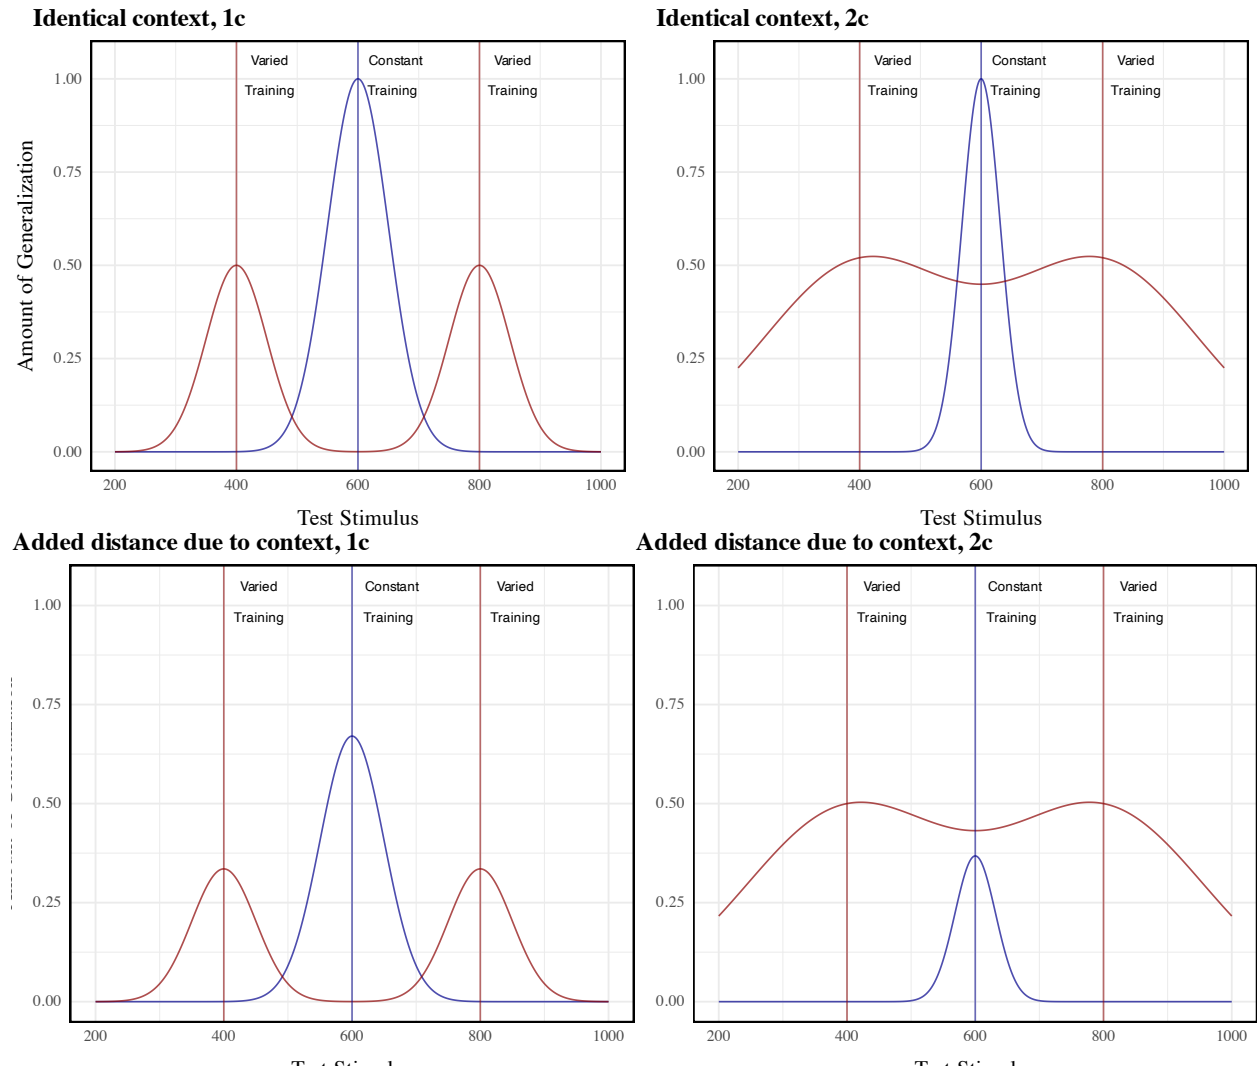 Identical context, 1c
Identical context, 2c
Varied
Training
Constant
Training
Varied
Training
Varied
Training
Constant
Training
Varied
Training
1.00
0.75
0.50
0.25
0.00
Amount of Generalization
1.00
0.75
0.50
0.25
0.00
200 400 600 800 1000
200 400 600 800 1000
Test Stimulus
Test Stimulus
Added distance due to context, 1c
Added distance due to context, 2c
Varied
Training
Constant
Training
Varied
Training
Varied
Training
Constant
Training
Varied
Training
1.00
0.75
0.50
0.25
0.00
1.00
0.75
0.50
0.25
0.00
200 400 600 800 1000
200 400 600 800 1000